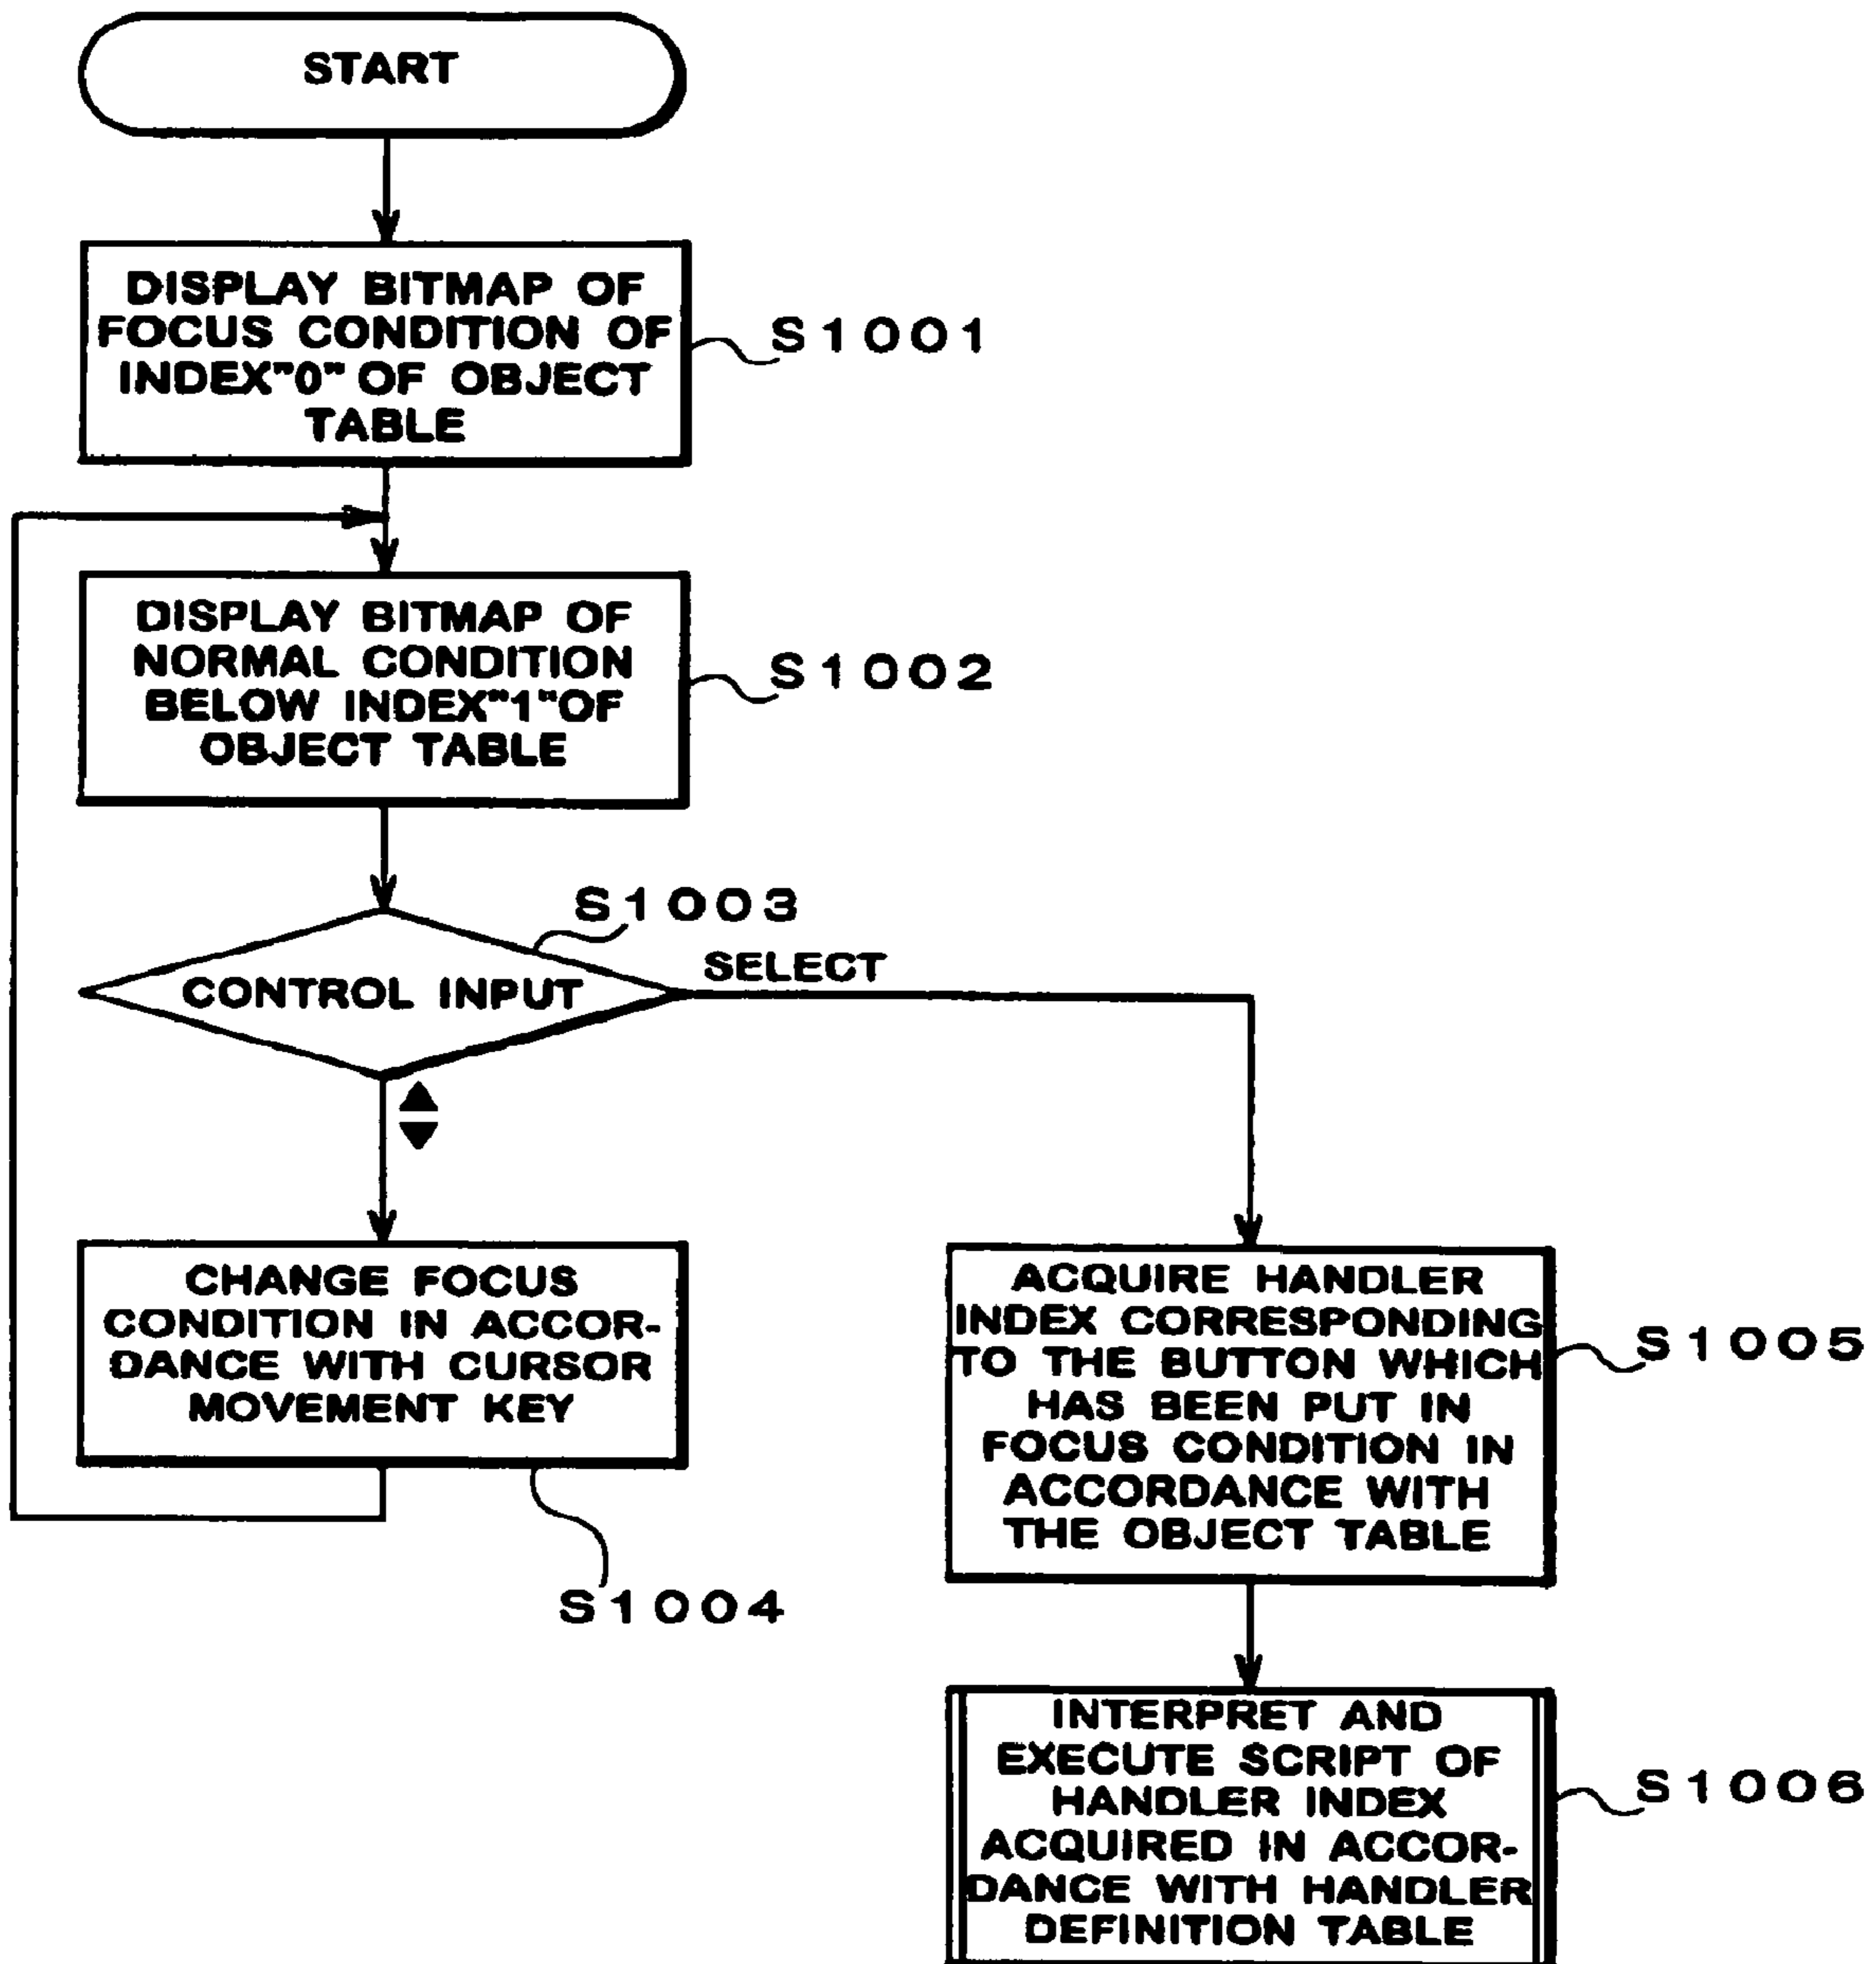 START
DISPLAY BITMAP OF
FOCUS CONDITION OF
INDEX"0" OF OBJECT
TABLE
S1001
DISPLAY BITMAP OF
NORMAL CONDITION
BELOW INDEX"1"OF
OBJECT TABLE
S1002
S1003
CONTROL INPUT
SELECT
CHANGE FOCUS
CONDITION IN ACCOR-
DANCE WITH CURSOR
MOVEMENT KEY
S1004
ACQUIRE HANDLER
INDEX CORRESPONDING
TO THE BUTTON WHICH
HAS BEEN PUT IN
FOCUS CONDITION IN
ACCORDANCE WITH
THE OBJECT TABLE
S1005
INTERPRET AND
EXECUTE SCRIPT OF
HANDLER INDEX
ACQUIRED IN ACCOR-
DANCE WITH HANDLER
DEFINITION TABLE
S1006